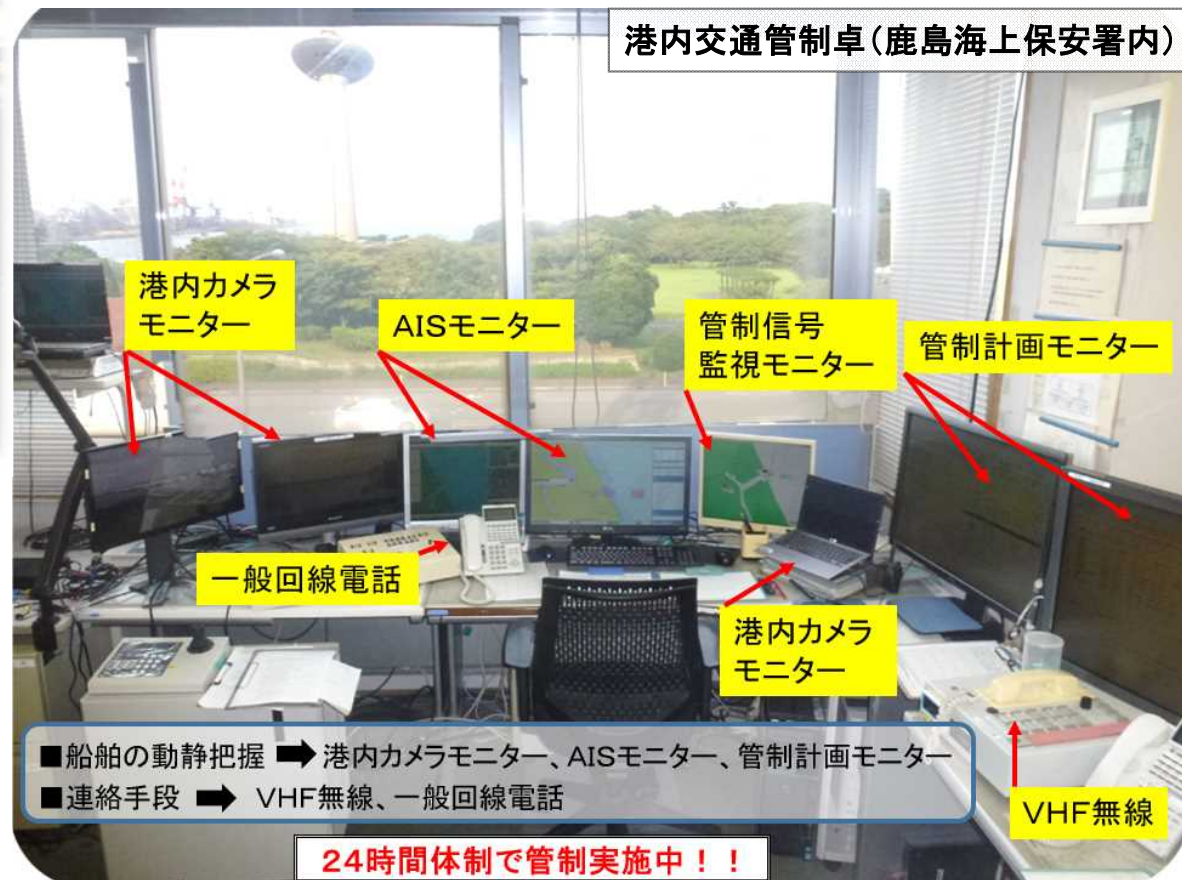 港内交通管制卓(鹿島海上保安署内)
港内カメラ
モニター
AISモニター
管制信号
監視モニター
管制計画モニター
一般回線電話
港内カメラ
モニター
■船舶の動静把握 ➡ 港内カメラモニター、AISモニター、管制計画モニター
■連絡手段 ➡ VHF無線、一般回線電話
VHF無線
24時間体制で管制実施中！！